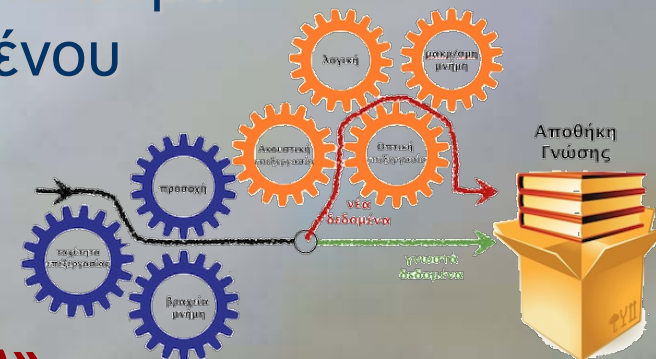 ένου
λογική
μακρ/σμη
μνήμη
Ακουστική
επεξεργασία
Οπτική
επεξεργασία
Αποθήκη
Γνώσης
προσοχή
νέα
δεδομένα
ταχύτητα
επεξεργασίας
γνωστά
δεδομένα
βραχεία
μνήμη